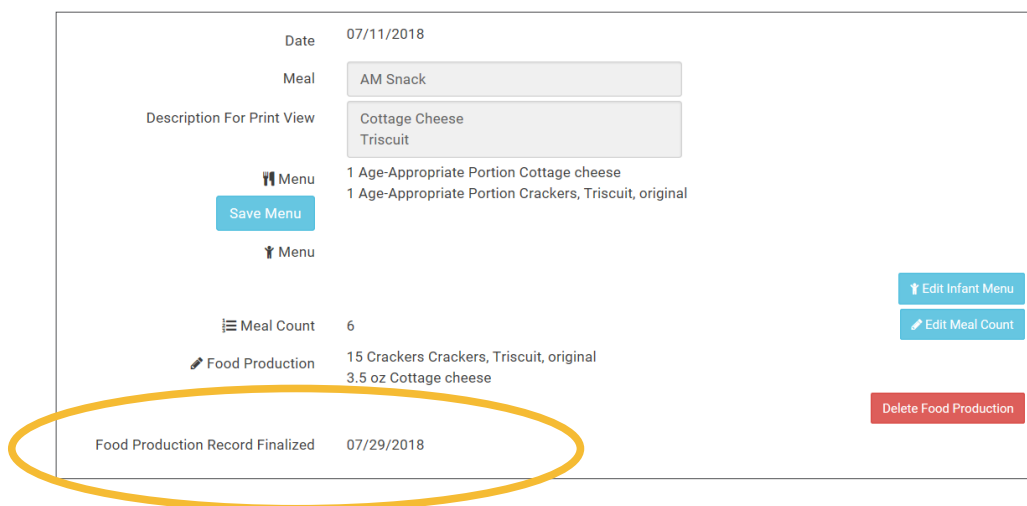 Date 07/11/2018
Meal AM Snack
Description For Print View Cottage Cheese
Triscuit
Menu 1 Age-Appropriate Portion Cottage cheese
1 Age-Appropriate Portion Crackers, Triscuit, original
Save Menu
Menu
Edit Infant Menu
Meal Count 6 Edit Meal Count
Food Production 15 Crackers Crackers, Triscuit, original
3.5 oz Cottage cheese
Delete Food Production
Food Production Record Finalized 07/29/2018